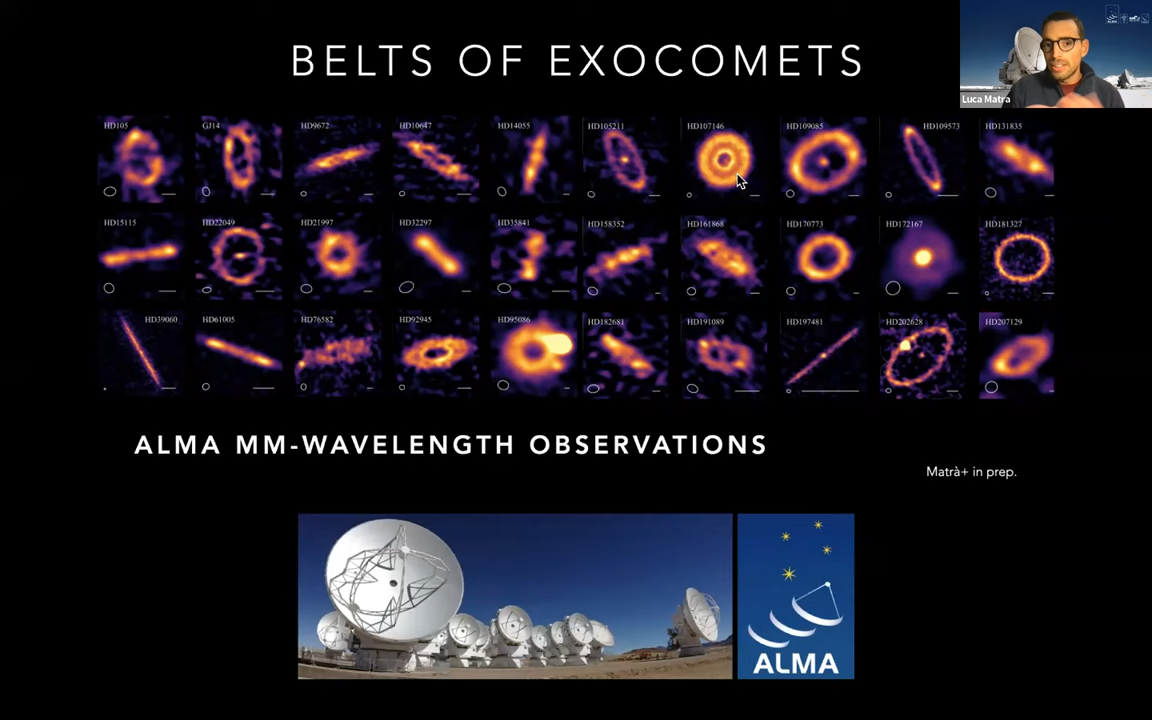 BELTS OF EXOCOMETS
Luca Matrà
HD105 GJ14 HD9672 HD10647 HD14055 HD105211 HD107146 HD109085 HD109573 HD131835
HD15115 HD22049 HD21997 HD32297 HD35841 HD158352 HD161868 HD170773 HD172167 HD181327
HD39060 HD61005 HD76582 HD92945 HD95086 HD182681 HD191089 HD197481 HD202628 HD207129
ALMA MM-WAVELENGTH OBSERVATIONS
Matrà+ in prep.
ALMA